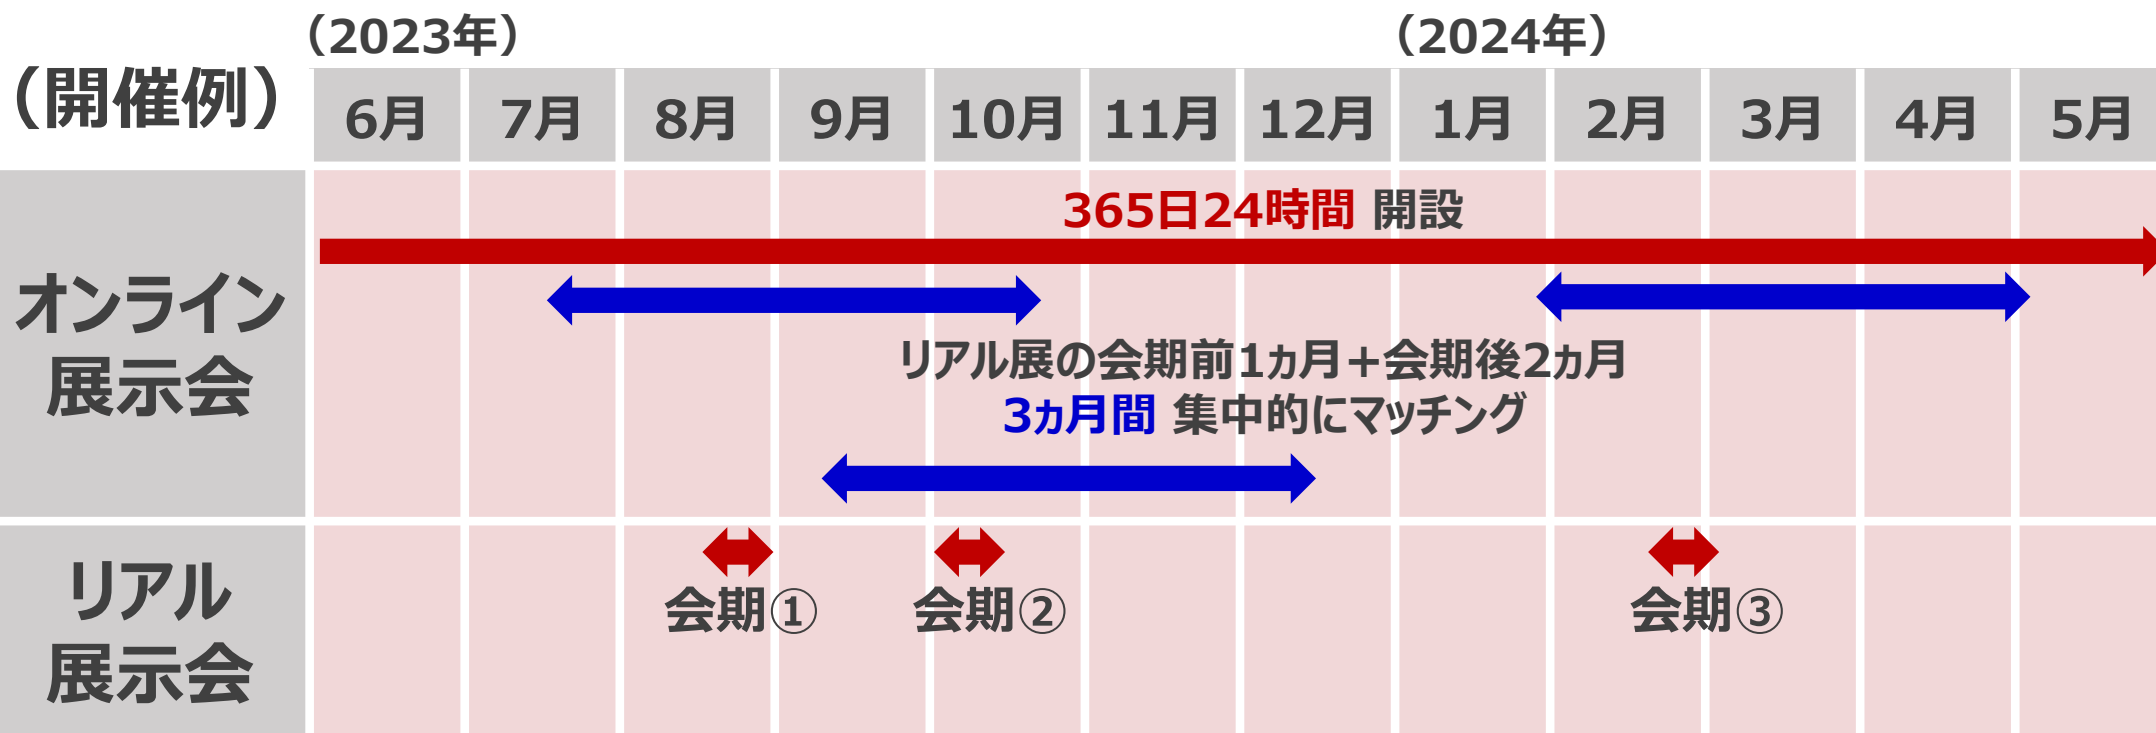 （2023年）
（2024年）
（開催例）
6月 7月 8月 9月 10月 11月 12月 1月 2月 3月 4月 5月
オンライン
展示会
365日24時間 開設
リアル展の会期前1ヵ月+会期後2ヵ月
3ヵ月間 集中的にマッチング
リアル
展示会
会期① 会期② 会期③